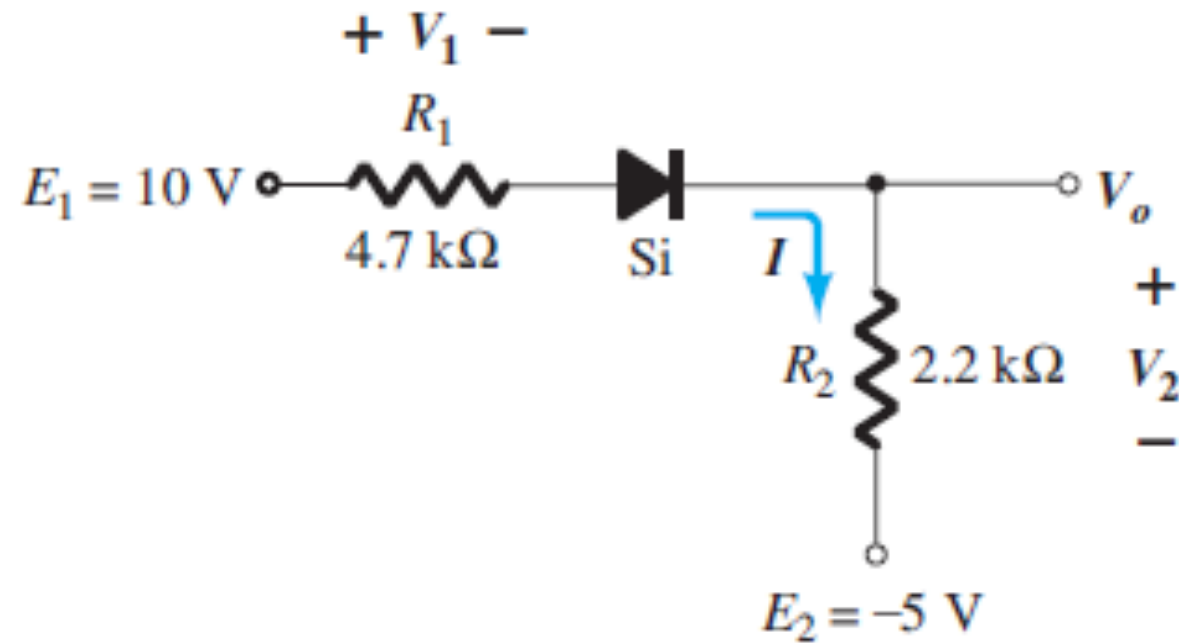 + V₁ −
R₁
E₁ = 10 V
4.7 kΩ
Si
I
Vₒ
+
R₂
2.2 kΩ
V₂
−
E₂ = −5 V